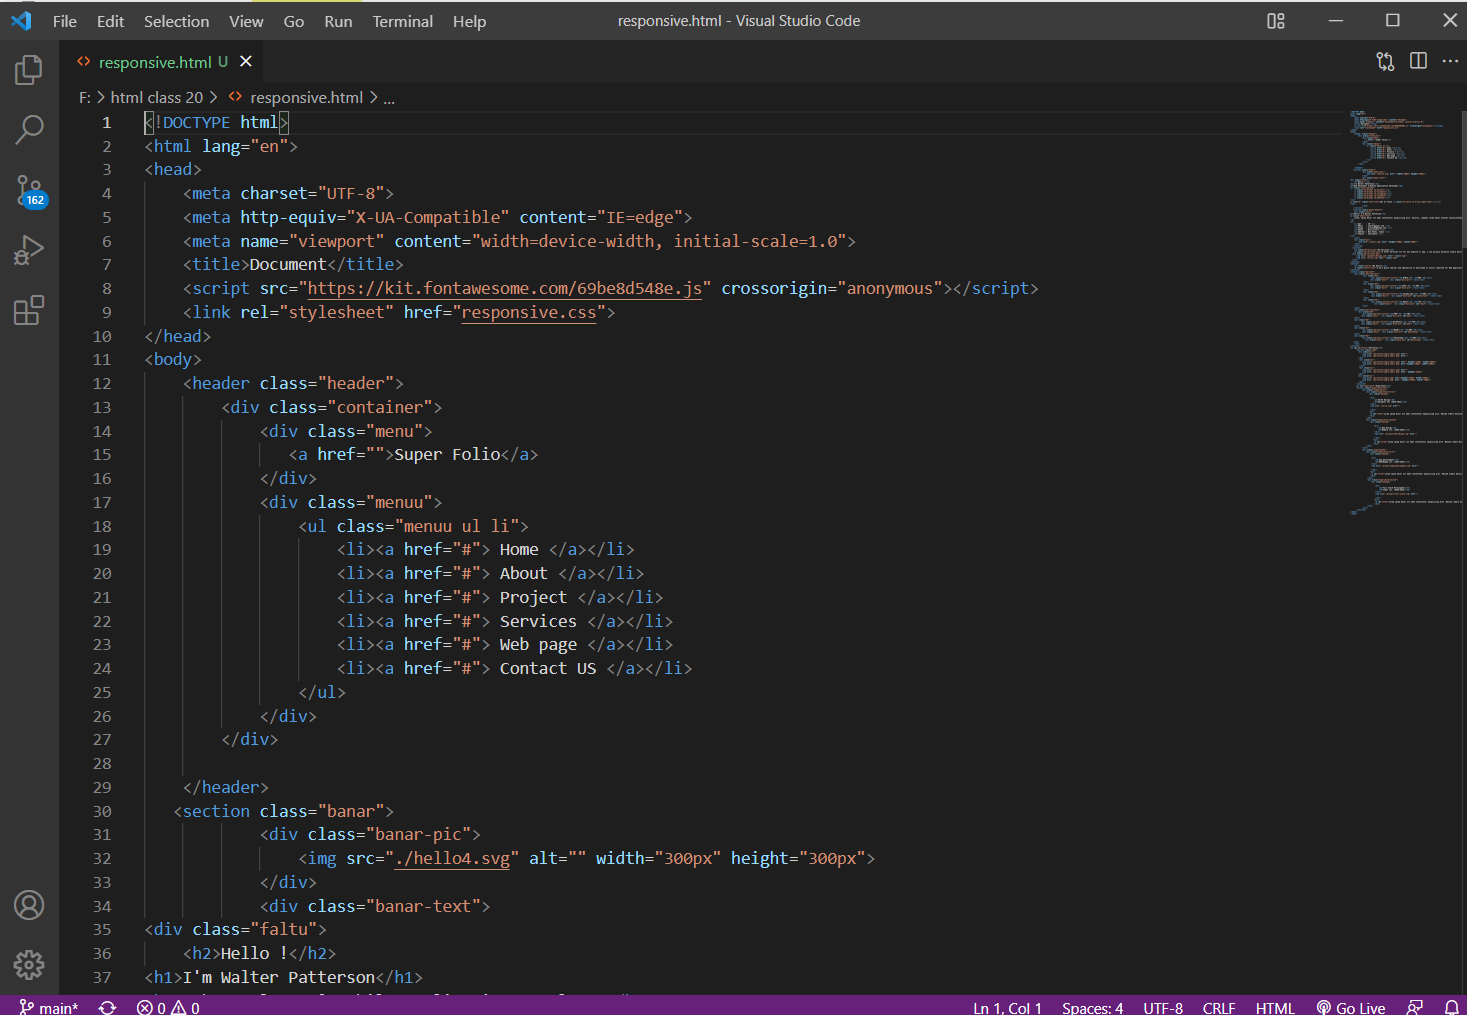 File Edit Selection View Go Run Terminal Help responsive.html - Visual Studio Code
responsive.html U
F: > html class 20 > responsive.html > ...
1 <!DOCTYPE html>
2 <html lang="en">
3 <head>
4 <meta charset="UTF-8">
5 <meta http-equiv="X-UA-Compatible" content="IE=edge">
6 <meta name="viewport" content="width=device-width, initial-scale=1.0">
7 <title>Document</title>
8 <script src="https://kit.fontawesome.com/69be8d548e.js" crossorigin="anonymous"></script>
9 <link rel="stylesheet" href="responsive.css">
10 </head>
11 <body>
12 <header class="header">
13 <div class="container">
14 <div class="menu">
15 <a href="">Super Folio</a>
16 </div>
17 <div class="menuu">
18 <ul class="menuu ul li">
19 <li><a href="#"> Home </a></li>
20 <li><a href="#"> About </a></li>
21 <li><a href="#"> Project </a></li>
22 <li><a href="#"> Services </a></li>
23 <li><a href="#"> Web page </a></li>
24 <li><a href="#"> Contact US </a></li>
25 </ul>
26 </div>
27 </div>
28
29 </header>
30 <section class="banar">
31 <div class="banar-pic">
32 <img src="./hello4.svg" alt="" width="300px" height="300px">
33 </div>
34 <div class="banar-text">
35 <div class="faltu">
36 <h2>Hello !</h2>
37 <h1>I'm Walter Patterson</h1>
162
main* 0 0 Ln 1, Col 1 Spaces: 4 UTF-8 CRLF HTML Go Live